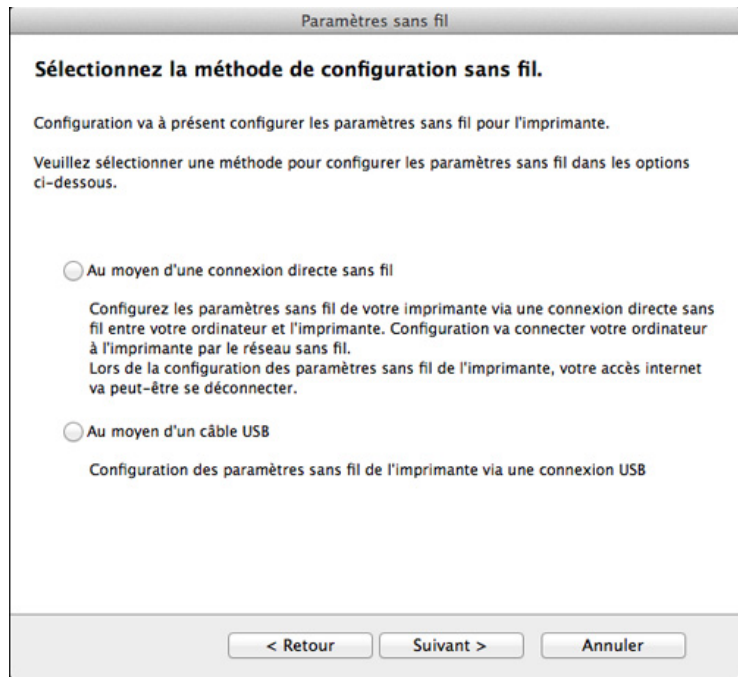 Paramètres sans fil
Sélectionnez la méthode de configuration sans fil.
Configuration va à présent configurer les paramètres sans fil pour l'imprimante.
Veuillez sélectionner une méthode pour configurer les paramètres sans fil dans les options
ci-dessous.
Au moyen d'une connexion directe sans fil
Configurez les paramètres sans fil de votre imprimante via une connexion directe sans
fil entre votre ordinateur et l'imprimante. Configuration va connecter votre ordinateur
à l'imprimante par le réseau sans fil.
Lors de la configuration des paramètres sans fil de l'imprimante, votre accès internet
va peut-être se déconnecter.
Au moyen d'un câble USB
Configuration des paramètres sans fil de l'imprimante via une connexion USB
< Retour
Suivant >
Annuler